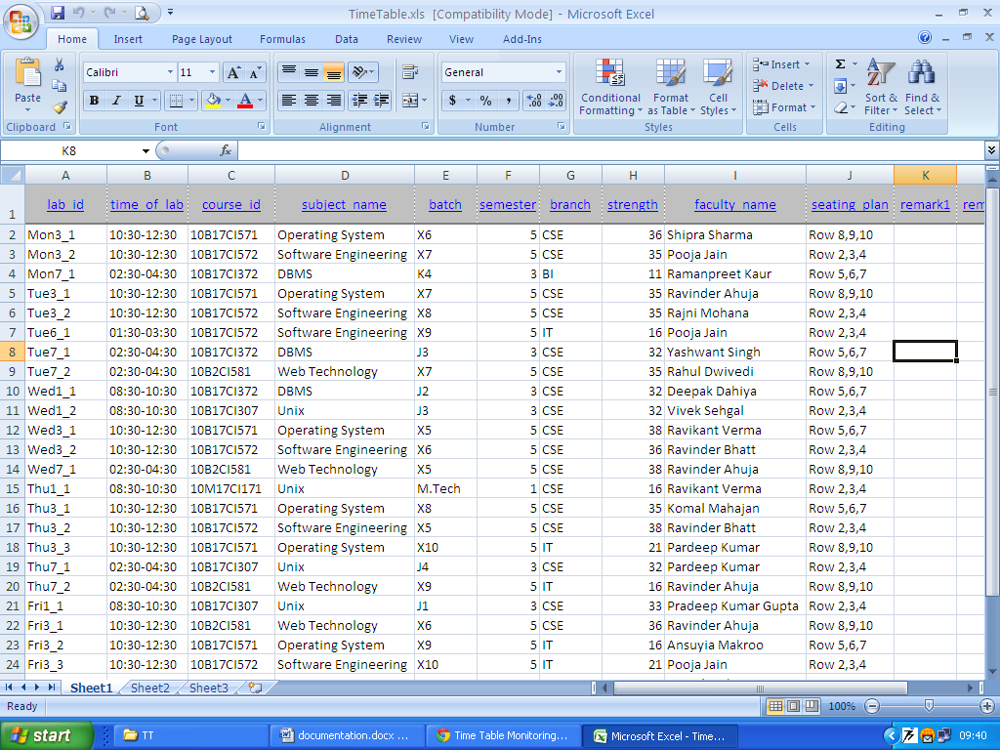 TimeTable.xls [Compatibility Mode] - Microsoft Excel
Home Insert Page Layout Formulas Data Review View Add-Ins
Paste Calibri 11 A A General Conditional Formatting Format as Table Cell Styles Insert Delete Format Σ Sort & Filter Find & Select
B I U A $ % , .00 .0
Clipboard Font Alignment Number Styles Cells Editing
K8 fx
A B C D E F G H I J K
1 lab_id time_of_lab course_id subject_name batch semester branch strength faculty_name seating_plan remark1 rem
2 Mon3_1 10:30-12:30 10B17CI571 Operating System X6 5 CSE 36 Shipra Sharma Row 8,9,10
3 Mon3_2 10:30-12:30 10B17CI572 Software Engineering X7 5 CSE 35 Pooja Jain Row 2,3,4
4 Mon7_1 02:30-04:30 10B17CI372 DBMS K4 3 BI 11 Ramanpreet Kaur Row 5,6,7
5 Tue3_1 10:30-12:30 10B17CI571 Operating System X7 5 CSE 35 Ravinder Ahuja Row 8,9,10
6 Tue3_2 10:30-12:30 10B17CI572 Software Engineering X8 5 CSE 35 Rajni Mohana Row 2,3,4
7 Tue6_1 01:30-03:30 10B17CI572 Software Engineering X9 5 IT 16 Pooja Jain Row 2,3,4
8 Tue7_1 02:30-04:30 10B17CI372 DBMS J3 3 CSE 32 Yashwant Singh Row 5,6,7
9 Tue7_2 02:30-04:30 10B2CI581 Web Technology X7 5 CSE 35 Rahul Dwivedi Row 8,9,10
10 Wed1_1 08:30-10:30 10B17CI372 DBMS J2 3 CSE 32 Deepak Dahiya Row 5,6,7
11 Wed1_2 08:30-10:30 10B17CI307 Unix J3 3 CSE 32 Vivek Sehgal Row 2,3,4
12 Wed3_1 10:30-12:30 10B17CI571 Operating System X5 5 CSE 38 Ravikant Verma Row 5,6,7
13 Wed3_2 10:30-12:30 10B17CI572 Software Engineering X6 5 CSE 36 Ravinder Bhatt Row 2,3,4
14 Wed7_1 02:30-04:30 10B2CI581 Web Technology X5 5 CSE 38 Ravinder Ahuja Row 8,9,10
15 Thu1_1 08:30-10:30 10M17CI171 Unix M.Tech 1 CSE 16 Ravikant Verma Row 2,3,4
16 Thu3_1 10:30-12:30 10B17CI571 Operating System X8 5 CSE 35 Komal Mahajan Row 5,6,7
17 Thu3_2 10:30-12:30 10B17CI572 Software Engineering X5 5 CSE 38 Ravinder Bhatt Row 2,3,4
18 Thu3_3 10:30-12:30 10B17CI571 Operating System X10 5 IT 21 Pardeep Kumar Row 8,9,10
19 Thu7_1 02:30-04:30 10B17CI307 Unix J4 3 CSE 32 Pardeep Kumar Row 2,3,4
20 Thu7_2 02:30-04:30 10B2CI581 Web Technology X9 5 IT 16 Ravinder Ahuja Row 8,9,10
21 Fri1_1 08:30-10:30 10B17CI307 Unix J1 3 CSE 33 Pradeep Kumar Gupta Row 2,3,4
22 Fri3_1 10:30-12:30 10B2CI581 Web Technology X6 5 CSE 36 Ravinder Ahuja Row 8,9,10
23 Fri3_2 10:30-12:30 10B17CI571 Operating System X9 5 IT 16 Ansuyia Makroo Row 5,6,7
24 Fri3_3 10:30-12:30 10B17CI572 Software Engineering X10 5 IT 21 Pooja Jain Row 2,3,4
Sheet1 Sheet2 Sheet3
Ready 100%
start TT documentation.docx ... Time Table Monitoring... Microsoft Excel - Time... 09:40